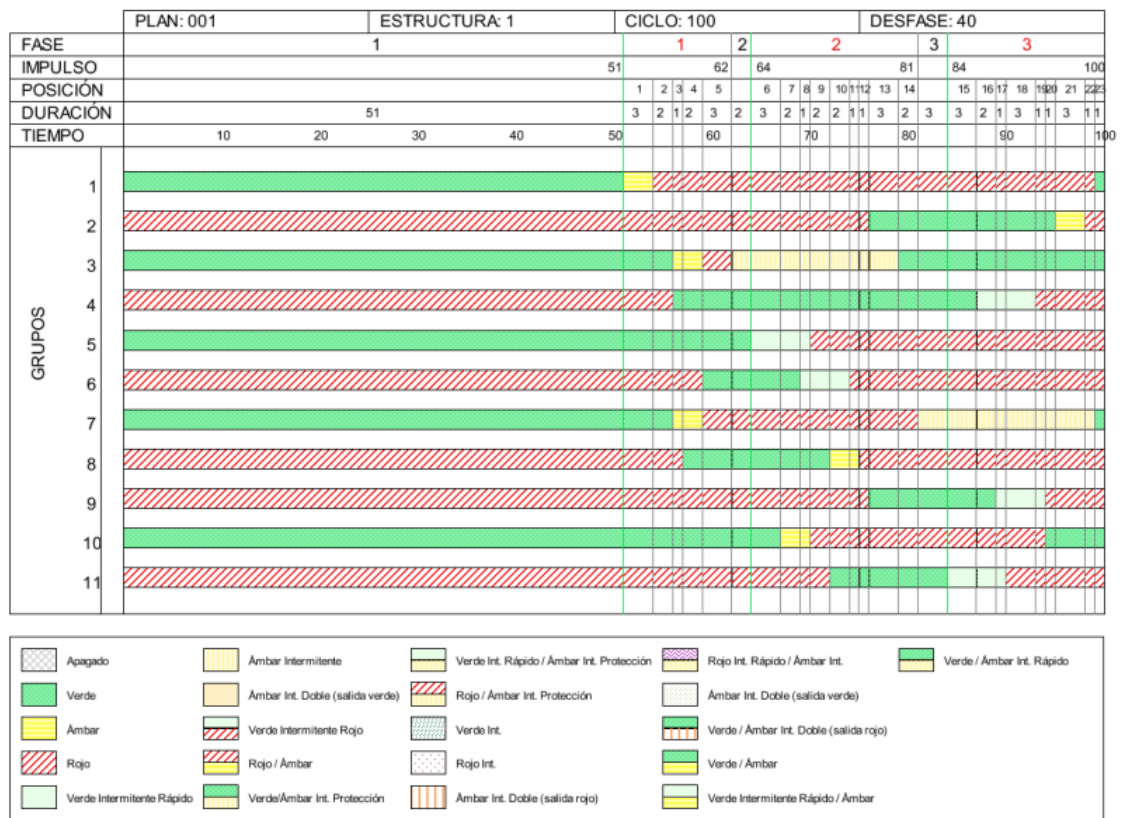 PLAN: 001 ESTRUCTURA: 1 CICLO: 100 DESFASE: 40
FASE 1 1 2 2 3 3
IMPULSO 51 62 64 81 84 100
POSICIÓN 1 2 3 4 5 6 7 8 9 10 11 12 13 14 15 16 17 18 19 20 21 22 23
DURACIÓN 51 3 2 1 2 3 2 3 2 1 2 2 1 1 3 2 3 3 2 1 3 1 1 3 1 1
TIEMPO 10 20 30 40 50 60 70 80 90 100
GRUPOS
1
2
3
4
5
6
7
8
9
10
11
Apagado Ámbar Intermitente Verde Int. Rápido / Ámbar Int. Protección Rojo Int. Rápido / Ámbar Int. Verde / Ámbar Int. Rápido
Verde Ámbar Int. Doble (salida verde) Rojo / Ámbar Int. Protección Ámbar Int. Doble (salida verde)
Ámbar Verde Intermitente Rojo Verde Int. Verde / Ámbar Int. Doble (salida rojo)
Rojo Rojo / Ámbar Rojo Int. Verde / Ámbar
Verde Intermitente Rápido Verde/Ámbar Int. Protección Ámbar Int. Doble (salida rojo) Verde Intermitente Rápido / Ámbar